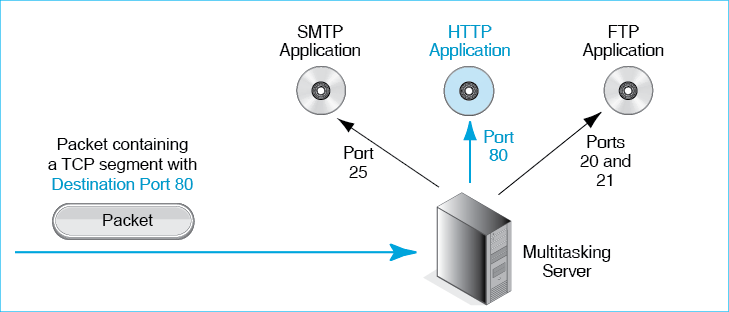 SMTP
Application
HTTP
Application
FTP
Application
Packet containing
a TCP segment with
Destination Port 80
Packet
Port
25
Port
80
Ports
20 and
21
Multitasking
Server